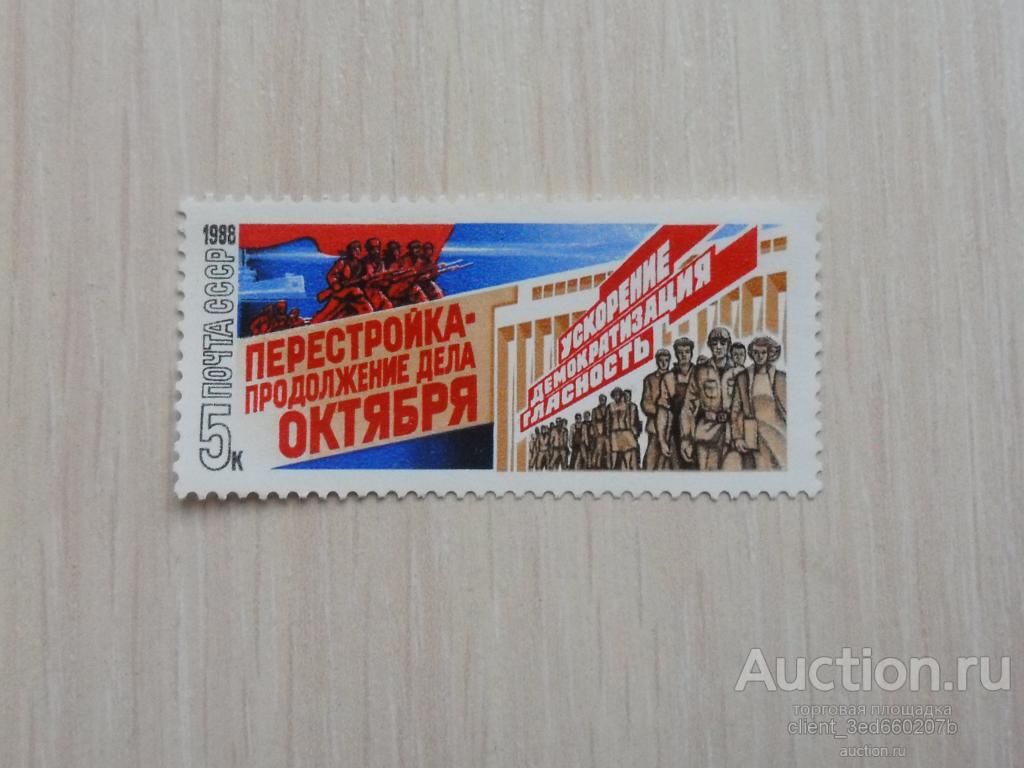 1988
ПОЧТА СССР
5к
ПЕРЕСТРОЙКА-
ПРОДОЛЖЕНИЕ ДЕЛА
ОКТЯБРЯ
УСКОРЕНИЕ
ДЕМОКРАТИЗАЦИЯ
ГЛАСНОСТЬ
Auction.ru
торговая площадка
client_3ed660207b
auction.ru